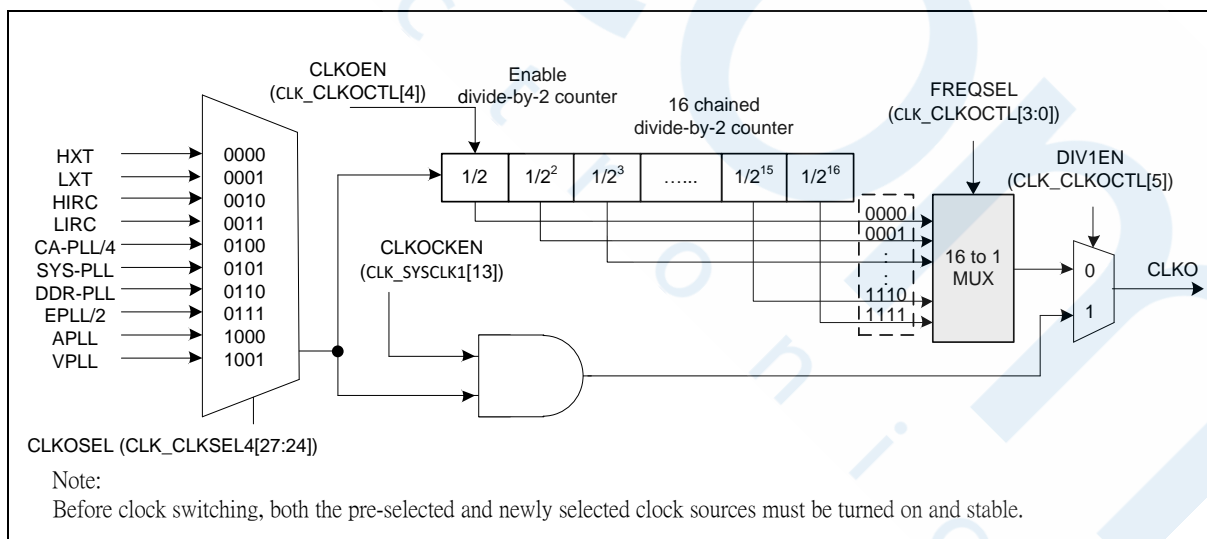 CLKOEN
(CLK_CLKOCTL[4])
Enable
divide-by-2 counter
16 chained
divide-by-2 counter
FREQSEL
(CLK_CLKOCTL[3:0])
DIV1EN
(CLK_CLKOCTL[5])
HXT 0000
LXT 0001
HIRC 0010
LIRC 0011
CA-PLL/4 0100
SYS-PLL 0101
DDR-PLL 0110
EPLL/2 0111
APLL 1000
VPLL 1001
1/2 1/2² 1/2³ …... 1/2¹⁵ 1/2¹⁶
0000
0001
:
:
1110
1111
16 to 1
MUX
0
1
CLKO
CLKOCKEN
(CLK_SYSCLK1[13])
CLKOSEL (CLK_CLKSEL4[27:24])
Note:
Before clock switching, both the pre-selected and newly selected clock sources must be turned on and stable.